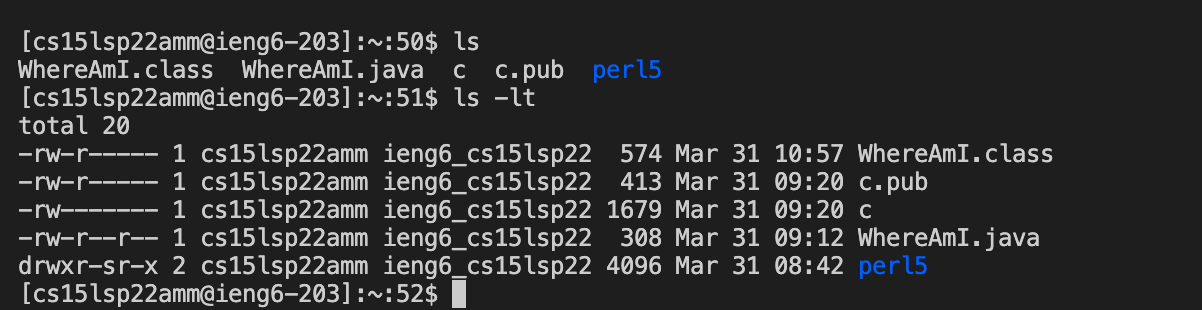 [cs15lsp22amm@ieng6-203]:~:50$ ls
WhereAmI.class  WhereAmI.java  c  c.pub  perl5
[cs15lsp22amm@ieng6-203]:~:51$ ls -lt
total 20
-rw-r----- 1 cs15lsp22amm ieng6_cs15lsp22  574 Mar 31 10:57 WhereAmI.class
-rw-r----- 1 cs15lsp22amm ieng6_cs15lsp22  413 Mar 31 09:20 c.pub
-rw------- 1 cs15lsp22amm ieng6_cs15lsp22 1679 Mar 31 09:20 c
-rw-r--r-- 1 cs15lsp22amm ieng6_cs15lsp22  308 Mar 31 09:12 WhereAmI.java
drwxr-sr-x 2 cs15lsp22amm ieng6_cs15lsp22 4096 Mar 31 08:42 perl5
[cs15lsp22amm@ieng6-203]:~:52$